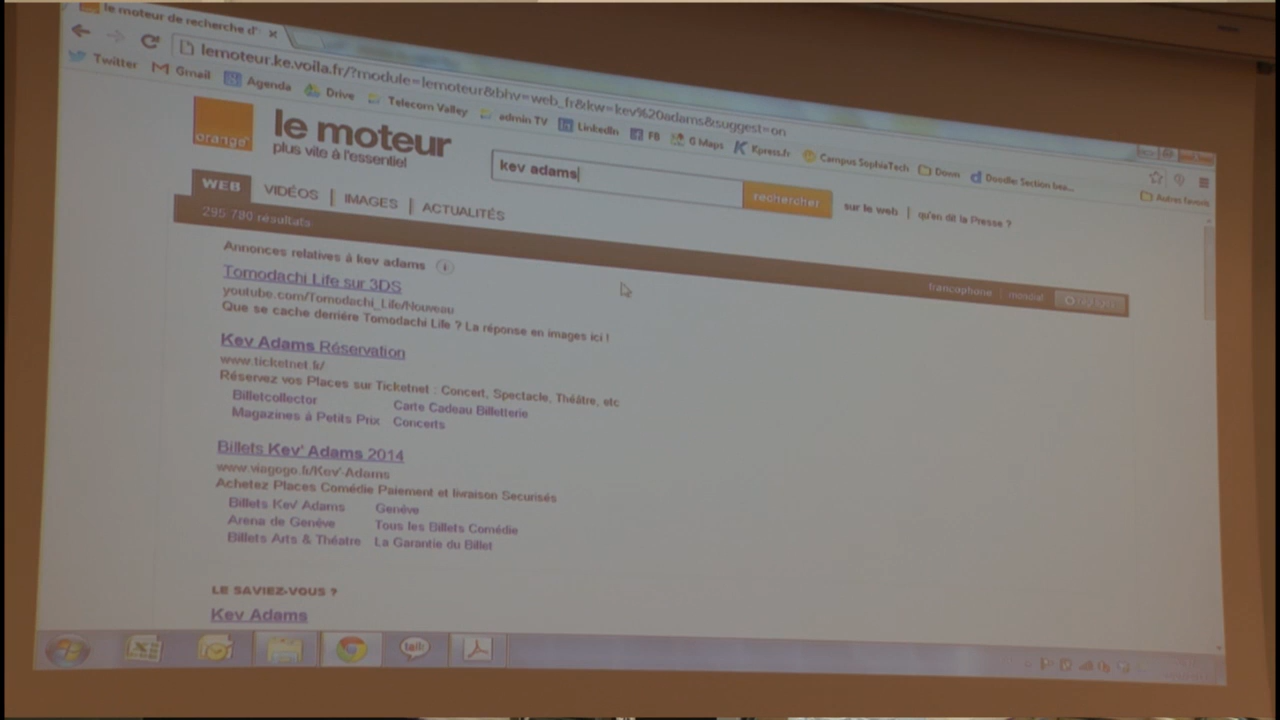 le moteur de recherche d'
lemoteur.ke.voila.fr/?module=lemoteur&bhv=web_fr&kw=kev%20adams&suggest=on
Twitter Gmail Agenda Drive Telecom Valley admin TV LinkedIn FB G Maps Kpress.fr Campus SophiaTech Down Doodle: Section bea...
Autres favoris
orange
le moteur
plus vite à l'essentiel
kev adams
rechercher
sur le web | qu'en dit la Presse ?
WEB VIDÉOS | IMAGES | ACTUALITÉS
295 780 résultats
francophone | mondial réglages
Annonces relatives à kev adams
Tomodachi Life sur 3DS
youtube.com/Tomodachi_Life/Nouveau
Que se cache derrière Tomodachi Life ? La réponse en images ici !
Kev Adams Réservation
www.ticketnet.fr/
Réservez vos Places sur Ticketnet : Concert, Spectacle, Théâtre, etc
Billetcollector Carte Cadeau Billetterie
Magazines à Petits Prix Concerts
Billets Kev' Adams 2014
www.viagogo.fr/Kev'-Adams
Achetez Places Comédie Paiement et livraison Securisés
Billets Kev' Adams Genève
Arena de Genève Tous les Billets Comédie
Billets Arts & Théatre La Garantie du Billet
LE SAVIEZ-VOUS ?
Kev Adams
talk!